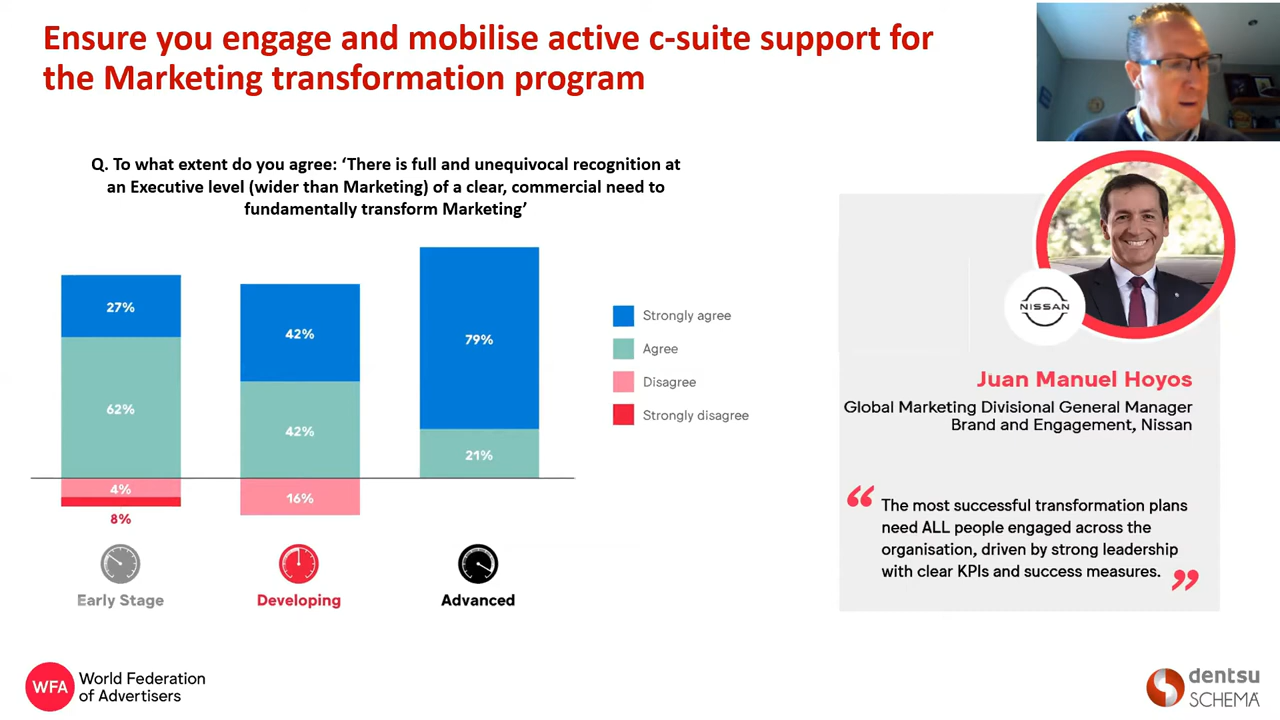 Ensure you engage and mobilise active c-suite support for
the Marketing transformation program
Q. To what extent do you agree: ‘There is full and unequivocal recognition at
an Executive level (wider than Marketing) of a clear, commercial need to
fundamentally transform Marketing’
27%
62%
4%
8%
42%
42%
16%
79%
21%
Strongly agree
Agree
Disagree
Strongly disagree
Early Stage
Developing
Advanced
NISSAN
Juan Manuel Hoyos
Global Marketing Divisional General Manager
Brand and Engagement, Nissan
“ The most successful transformation plans
need ALL people engaged across the
organisation, driven by strong leadership
with clear KPIs and success measures. ”
WFA
World Federation
of Advertisers
dentsu
SCHEMA